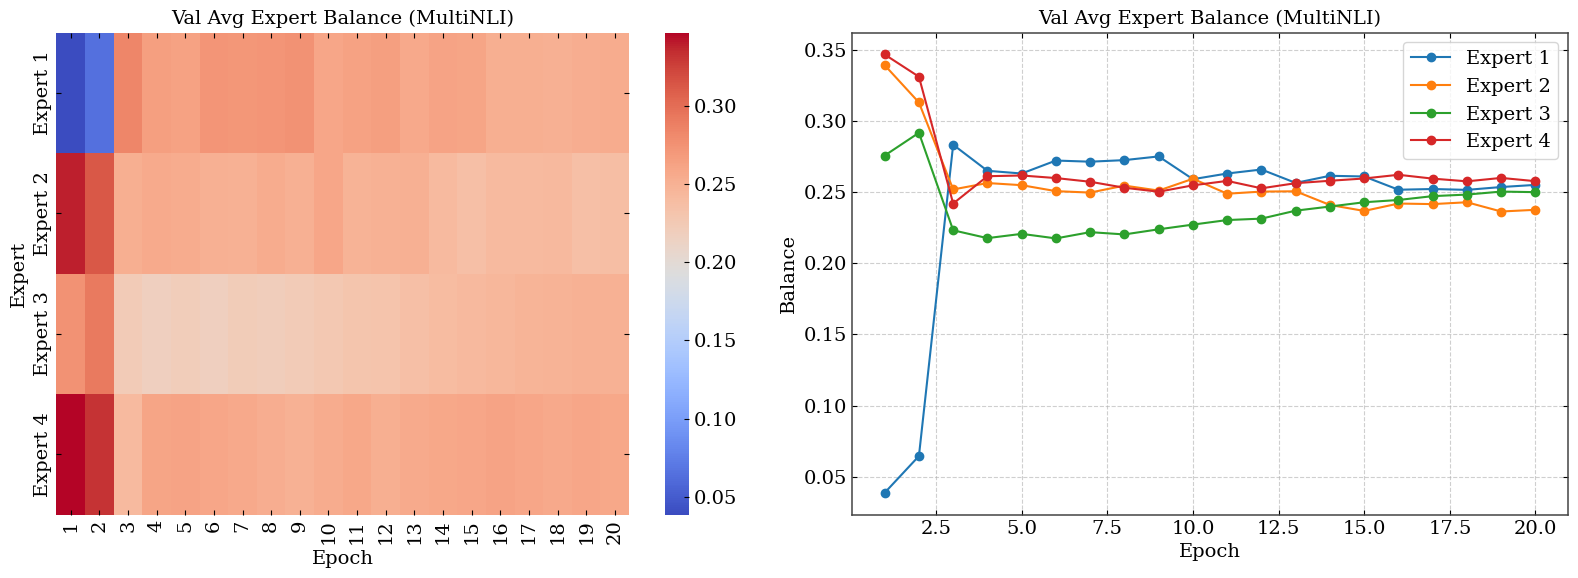 Val Avg Expert Balance (MultiNLI)
Expert
Expert 1
Expert 2
Expert 3
Expert 4
1 2 3 4 5 6 7 8 9 10 11 12 13 14 15 16 17 18 19 20
Epoch
0.30
0.25
0.20
0.15
0.10
0.05
Val Avg Expert Balance (MultiNLI)
Balance
0.35
0.30
0.25
0.20
0.15
0.10
0.05
2.5 5.0 7.5 10.0 12.5 15.0 17.5 20.0
Epoch
Expert 1
Expert 2
Expert 3
Expert 4